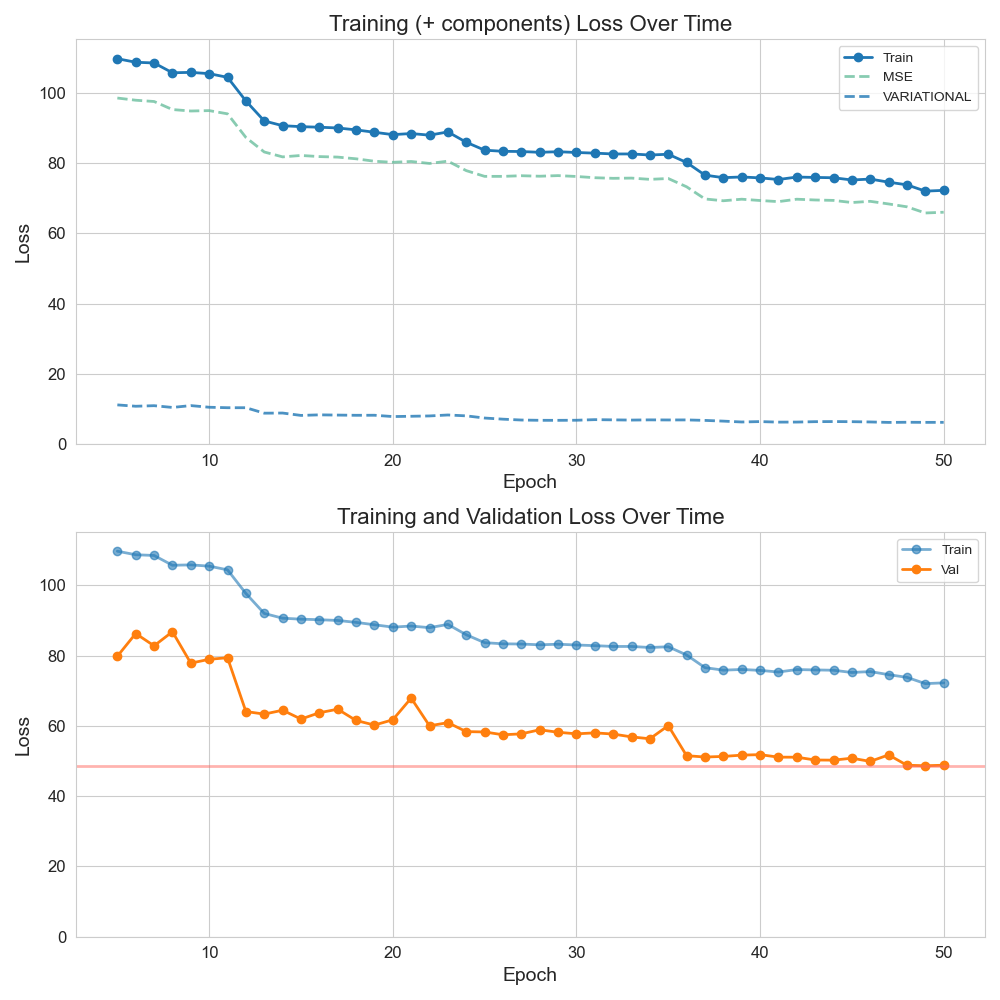 Training (+ components) Loss Over Time
Train
MSE
VARIATIONAL
Loss
100
80
60
40
20
0
10 20 30 40 50
Epoch
Training and Validation Loss Over Time
Train
Val
Loss
100
80
60
40
20
0
10 20 30 40 50
Epoch